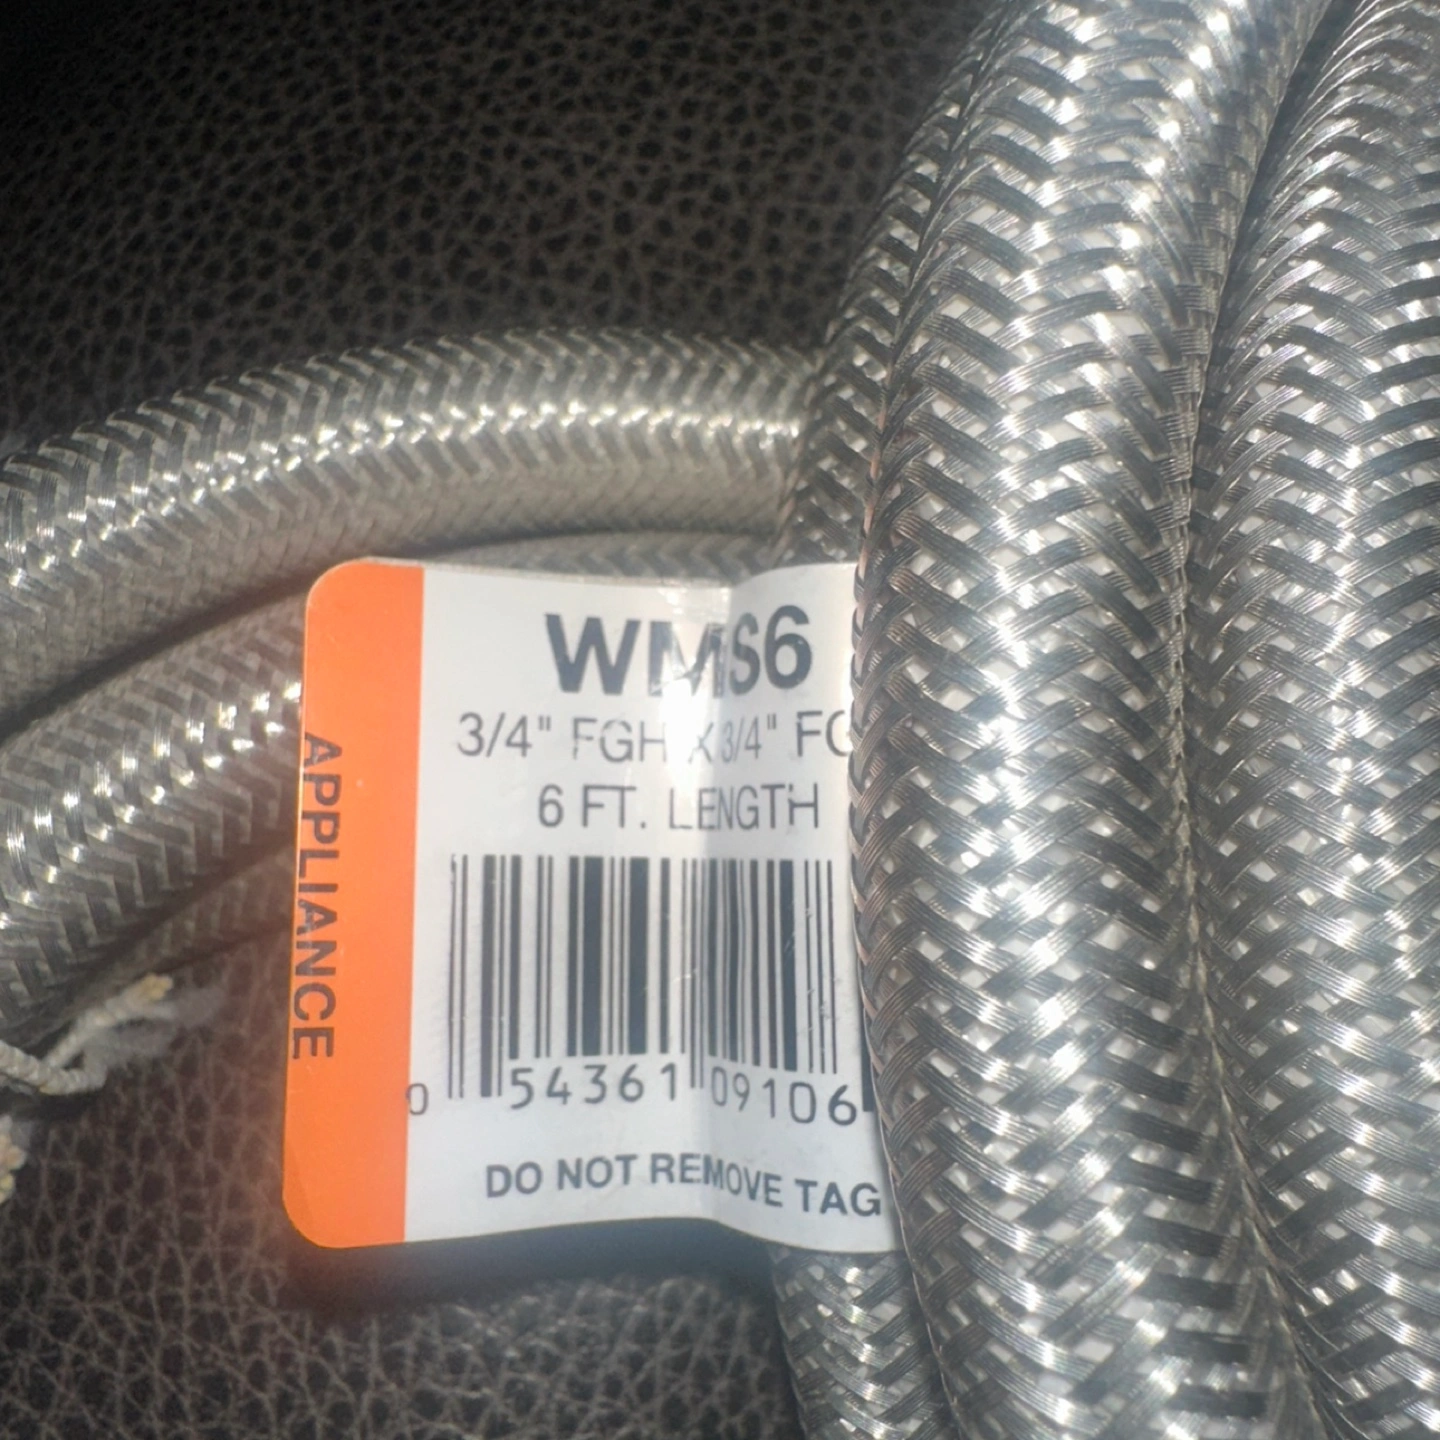 WMS6
3/4" FGH X 3/4" FG
6 FT. LENGTH
APPLIANCE
0 54361 09106
DO NOT REMOVE TAG